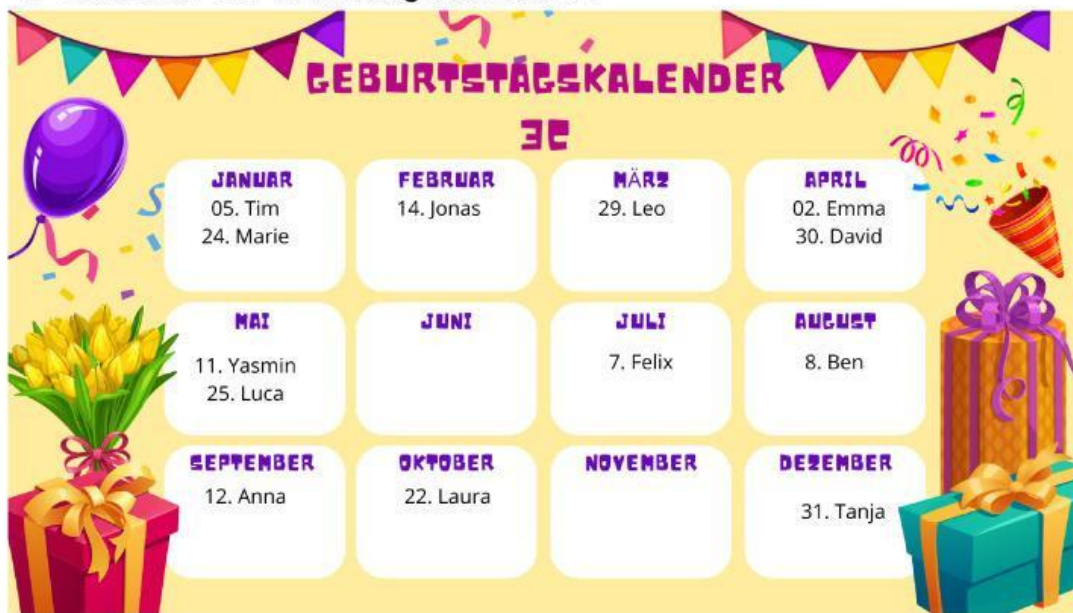 GEBURTSTAGSKALENDER
3C
JANUAR
05. Tim
24. Marie
FEBRUAR
14. Jonas
MÄRZ
29. Leo
APRIL
02. Emma
30. David
MAI
11. Yasmin
25. Luca
JUNI
JULI
7. Felix
AUGUST
8. Ben
SEPTEMBER
12. Anna
OKTOBER
22. Laura
NOVEMBER
DEZEMBER
31. Tanja